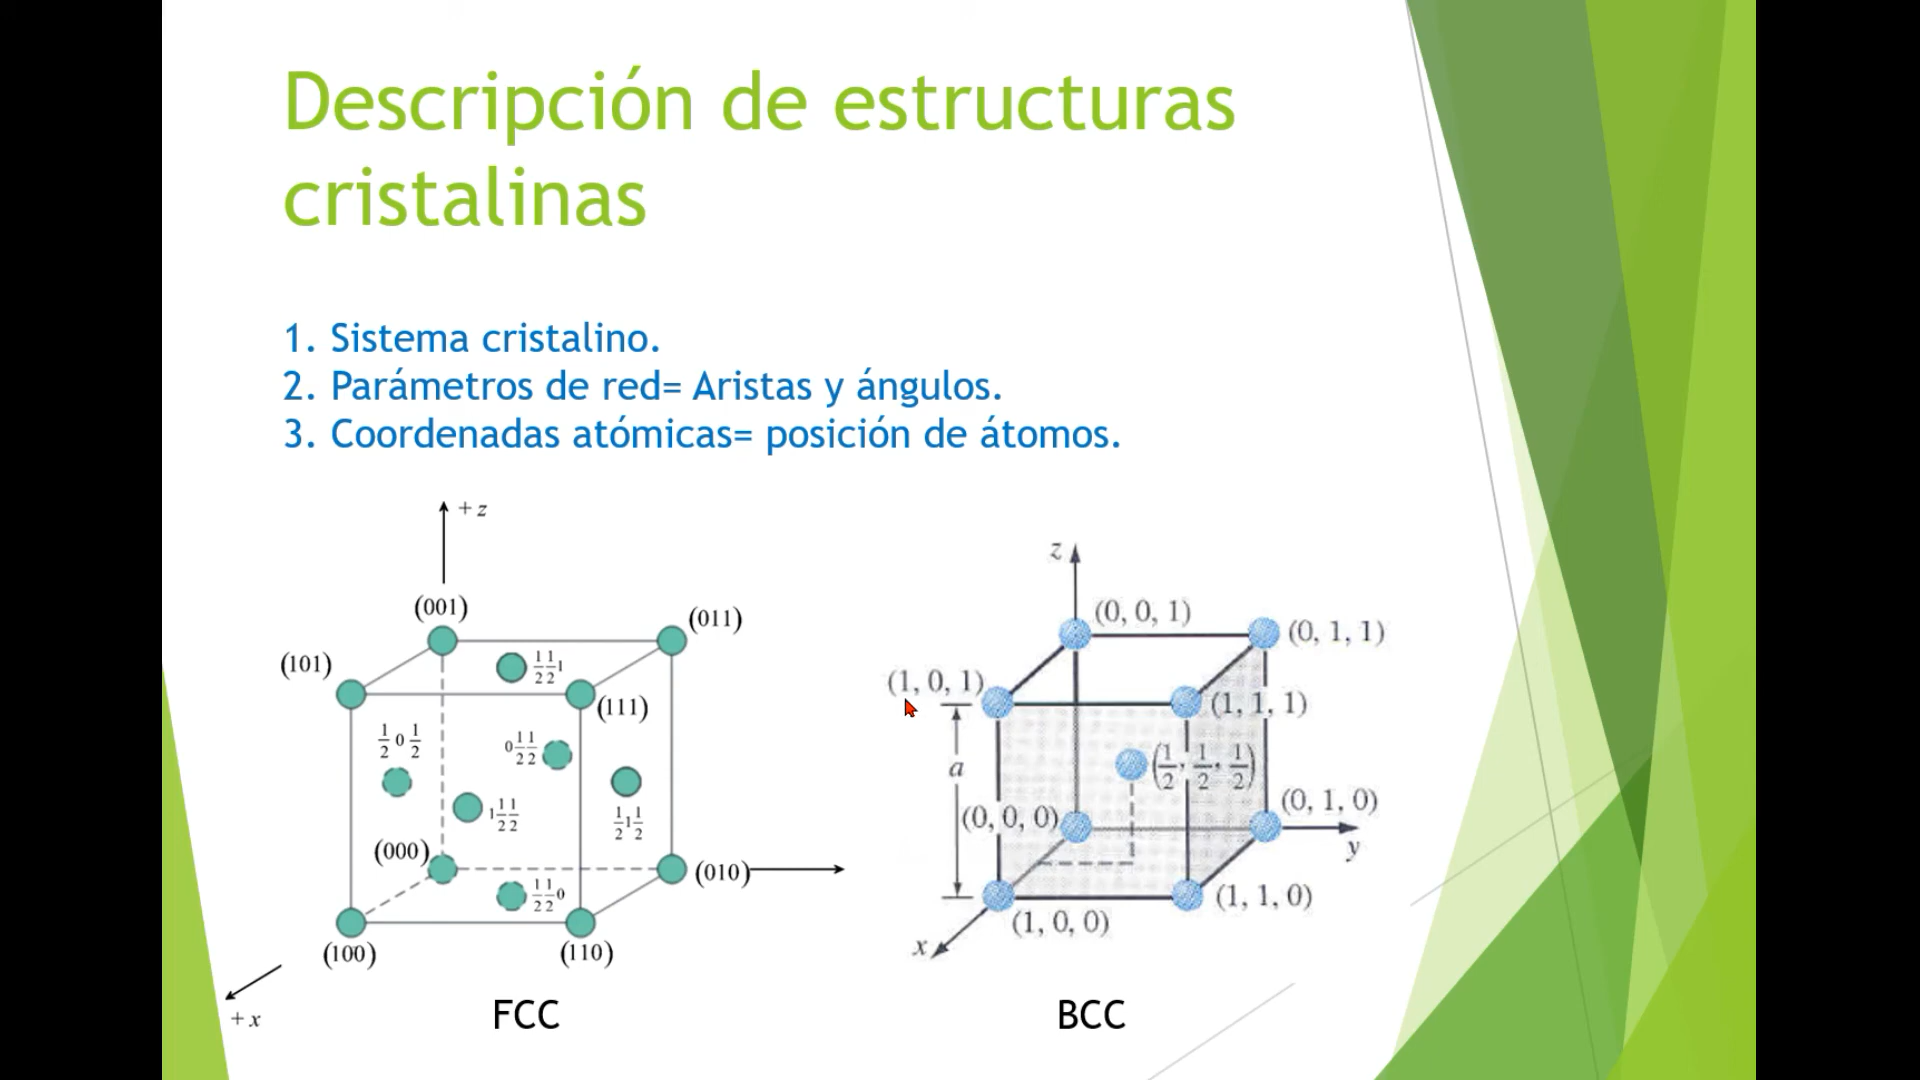 Descripción de estructuras
cristalinas
1. Sistema cristalino.
2. Parámetros de red= Aristas y ángulos.
3. Coordenadas atómicas= posición de átomos.
+ z
(001)
(011)
(101)
1/2 1/2 1
(111)
1/2 0 1/2
0 1/2 1/2
1 1/2 1/2
1/2 1 1/2
(000)
(010)
1/2 1/2 0
(100)
(110)
+ x
FCC
z
(0, 0, 1)
(0, 1, 1)
(1, 0, 1)
(1, 1, 1)
a
(1/2, 1/2, 1/2)
(0, 0, 0)
(0, 1, 0)
y
(1, 1, 0)
(1, 0, 0)
x
BCC